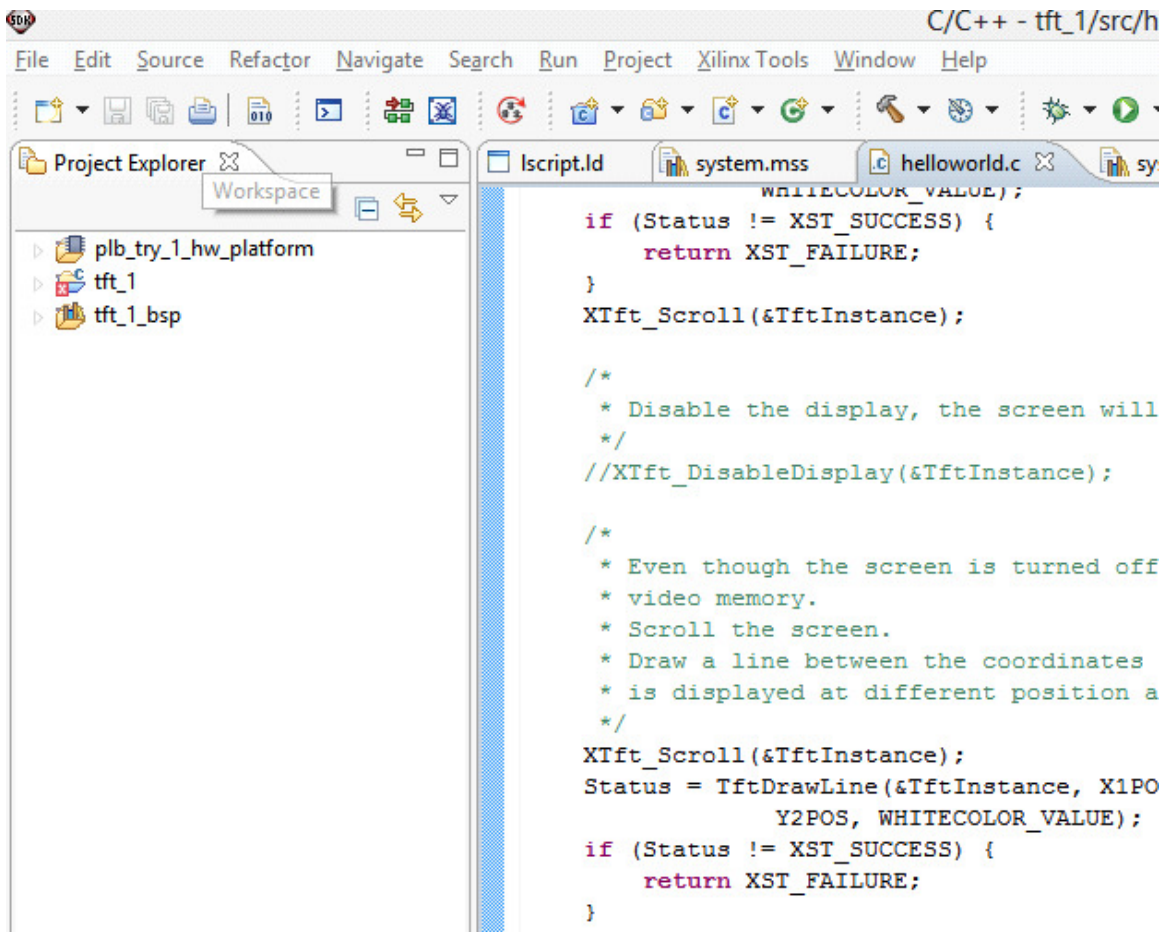 SDK
C/C++ - tft_1/src/h
File Edit Source Refactor Navigate Search Run Project Xilinx Tools Window Help
010
Project Explorer
Workspace
plb_try_1_hw_platform
tft_1
tft_1_bsp
lscript.ld system.mss helloworld.c sy
WHITECOLOR_VALUE);
if (Status != XST_SUCCESS) {
return XST_FAILURE;
}
XTft_Scroll(&TftInstance);
/*
* Disable the display, the screen will
*/
//XTft_DisableDisplay(&TftInstance);
/*
* Even though the screen is turned off
* video memory.
* Scroll the screen.
* Draw a line between the coordinates
* is displayed at different position a
*/
XTft_Scroll(&TftInstance);
Status = TftDrawLine(&TftInstance, X1PO
Y2POS, WHITECOLOR_VALUE);
if (Status != XST_SUCCESS) {
return XST_FAILURE;
}